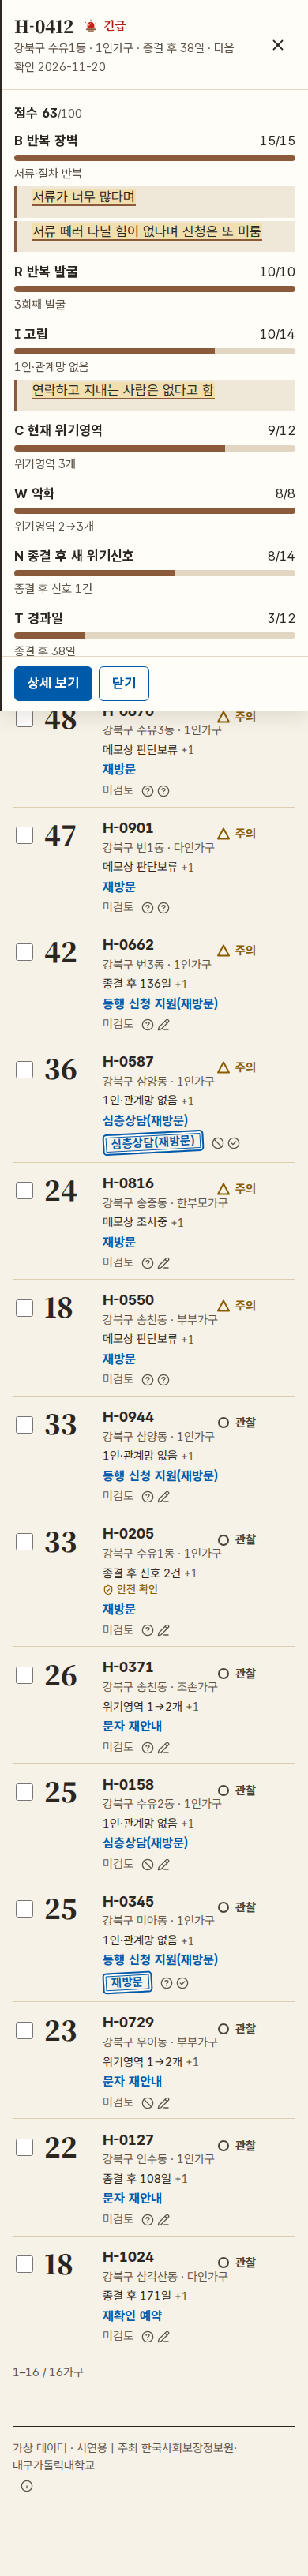 H-0412 긴급
강북구 수유1동 · 1인가구 · 종결 후 38일 · 다음
확인 2026-11-20
점수 63/100
B 반복 장벽 15/15
서류·절차 반복
서류가 너무 많다며
서류 떼러 다닐 힘이 없다며 신청은 또 미룸
R 반복 발굴 10/10
3회째 발굴
I 고립 10/14
1인·관계망 없음
연락하고 지내는 사람은 없다고 함
C 현재 위기영역 9/12
위기영역 3개
W 악화 8/8
위기영역 2→3개
N 종결 후 새 위기신호 8/14
종결 후 신호 1건
T 경과일 3/12
종결 후 38일
상세 보기 닫기
48 H-0870 주의
강북구 수유3동 · 1인가구
메모상 판단보류 +1
재방문
미검토
47 H-0901 주의
강북구 번1동 · 다인가구
메모상 판단보류 +1
재방문
미검토
42 H-0662 주의
강북구 번3동 · 1인가구
종결 후 136일 +1
동행 신청 지원(재방문)
미검토
36 H-0587 주의
강북구 삼양동 · 1인가구
1인·관계망 없음 +1
심층상담(재방문)
심층상담(재방문)
24 H-0816 주의
강북구 송중동 · 한부모가구
메모상 조사중 +1
재방문
미검토
18 H-0550 주의
강북구 송천동 · 부부가구
메모상 판단보류 +1
재방문
미검토
33 H-0944 관찰
강북구 삼양동 · 1인가구
1인·관계망 없음 +1
동행 신청 지원(재방문)
미검토
33 H-0205 관찰
강북구 수유1동 · 1인가구
종결 후 신호 2건 +1
안전 확인
재방문
미검토
26 H-0371 관찰
강북구 송천동 · 조손가구
위기영역 1→2개 +1
문자 재안내
미검토
25 H-0158 관찰
강북구 수유2동 · 1인가구
1인·관계망 없음 +1
심층상담(재방문)
미검토
25 H-0345 관찰
강북구 미아동 · 1인가구
1인·관계망 없음 +1
동행 신청 지원(재방문)
재방문
23 H-0729 관찰
강북구 우이동 · 부부가구
위기영역 1→2개 +1
문자 재안내
미검토
22 H-0127 관찰
강북구 인수동 · 1인가구
종결 후 108일 +1
문자 재안내
미검토
18 H-1024 관찰
강북구 삼각산동 · 다인가구
종결 후 171일 +1
재확인 예약
미검토
1–16 / 16가구
가상 데이터 · 시연용 | 주최 한국사회보장정보원·
대구가톨릭대학교